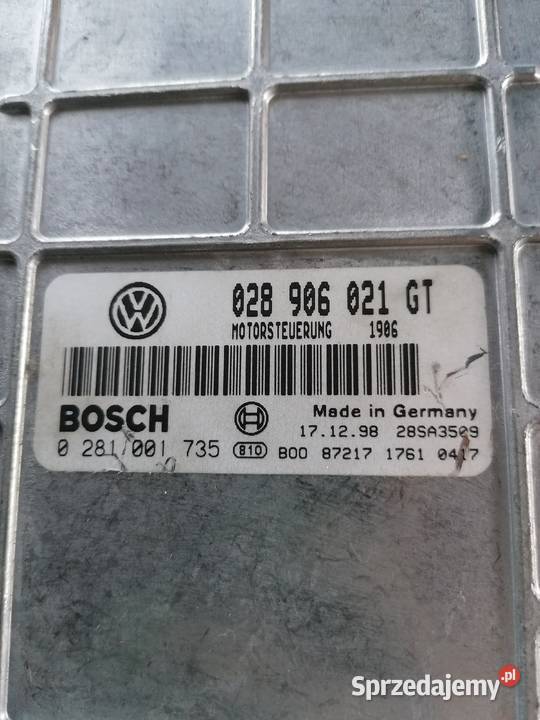 028 906 021 GT
MOTORSTEUERUNG 1906
BOSCH
Made in Germany
17.12.98 28SA3509
0 281 001 735 810 B00 87217 1761 0417
Sprzedajemy.pl